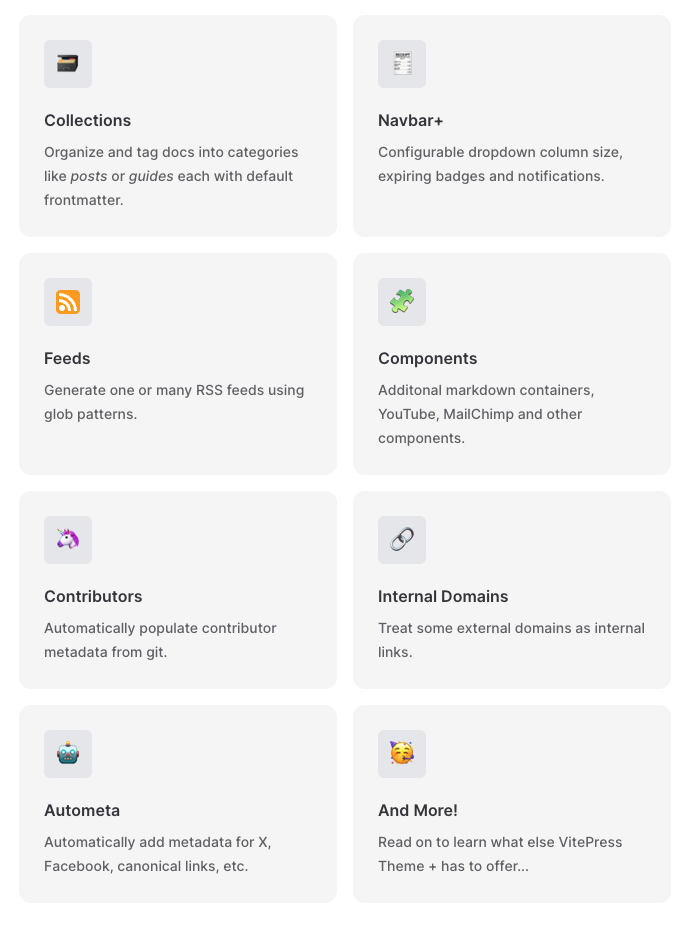 Collections
Organize and tag docs into categories
like posts or guides each with default
frontmatter.
Navbar+
Configurable dropdown column size,
expiring badges and notifications.
Feeds
Generate one or many RSS feeds using
glob patterns.
Components
Additonal markdown containers,
YouTube, MailChimp and other
components.
Contributors
Automatically populate contributor
metadata from git.
Internal Domains
Treat some external domains as internal
links.
Autometa
Automatically add metadata for X,
Facebook, canonical links, etc.
And More!
Read on to learn what else VitePress
Theme + has to offer...